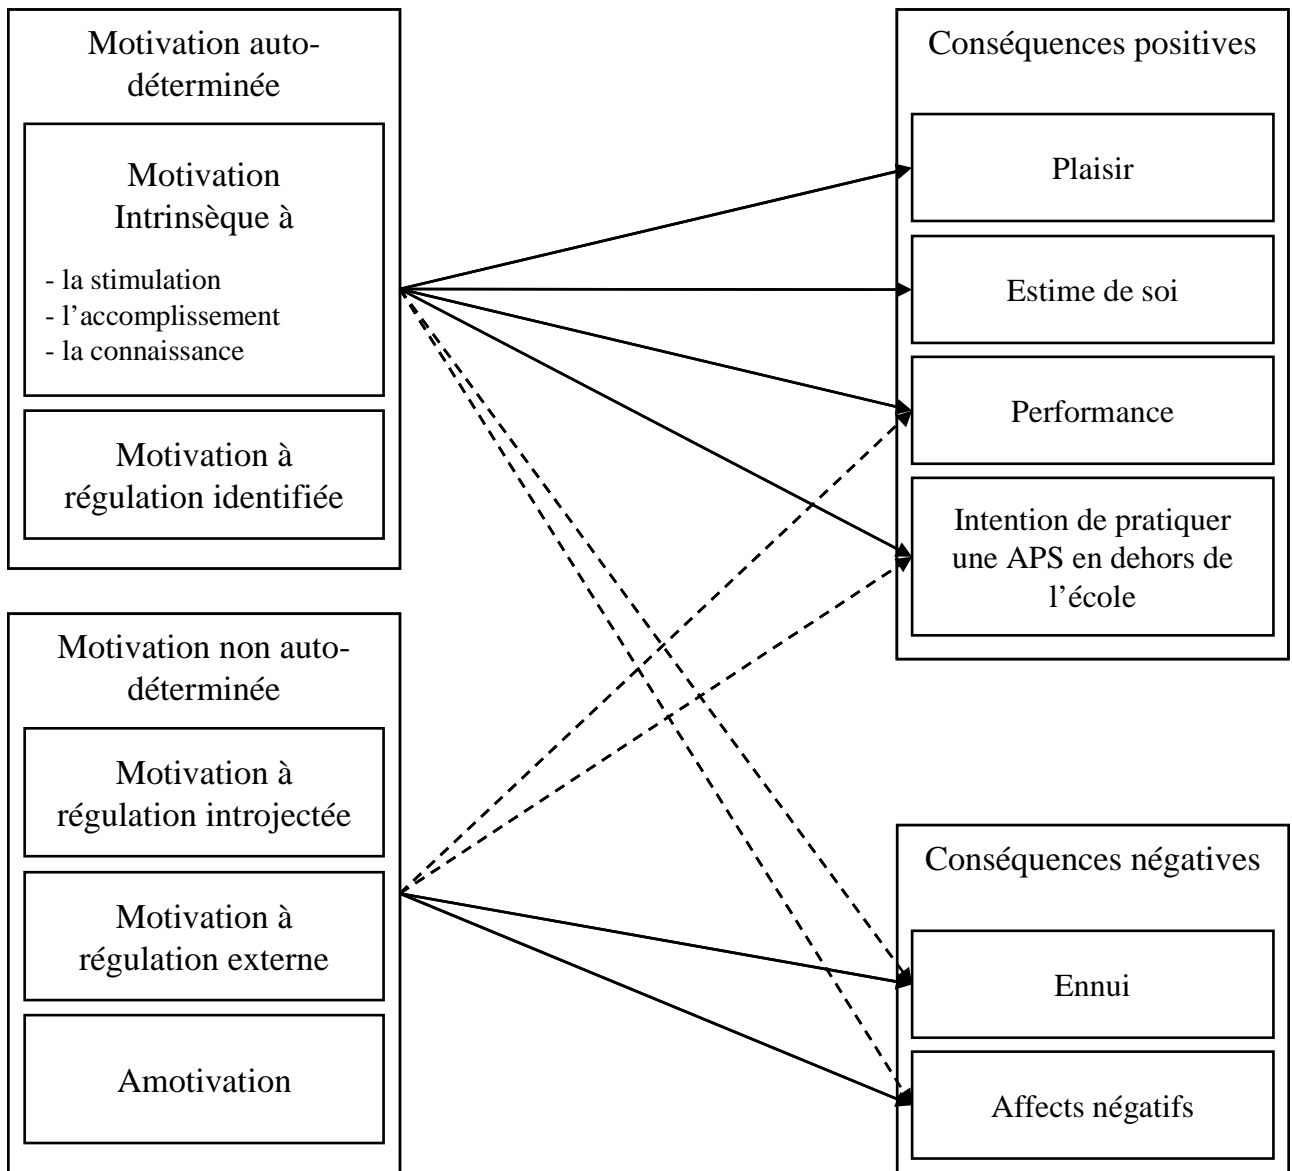 Motivation auto-
déterminée
Motivation
Intrinsèque à
- la stimulation
- l’accomplissement
- la connaissance
Motivation à
régulation identifiée
Motivation non auto-
déterminée
Motivation à
régulation introjectée
Motivation à
régulation externe
Amotivation
Conséquences positives
Plaisir
Estime de soi
Performance
Intention de pratiquer
une APS en dehors de
l’école
Conséquences négatives
Ennui
Affects négatifs